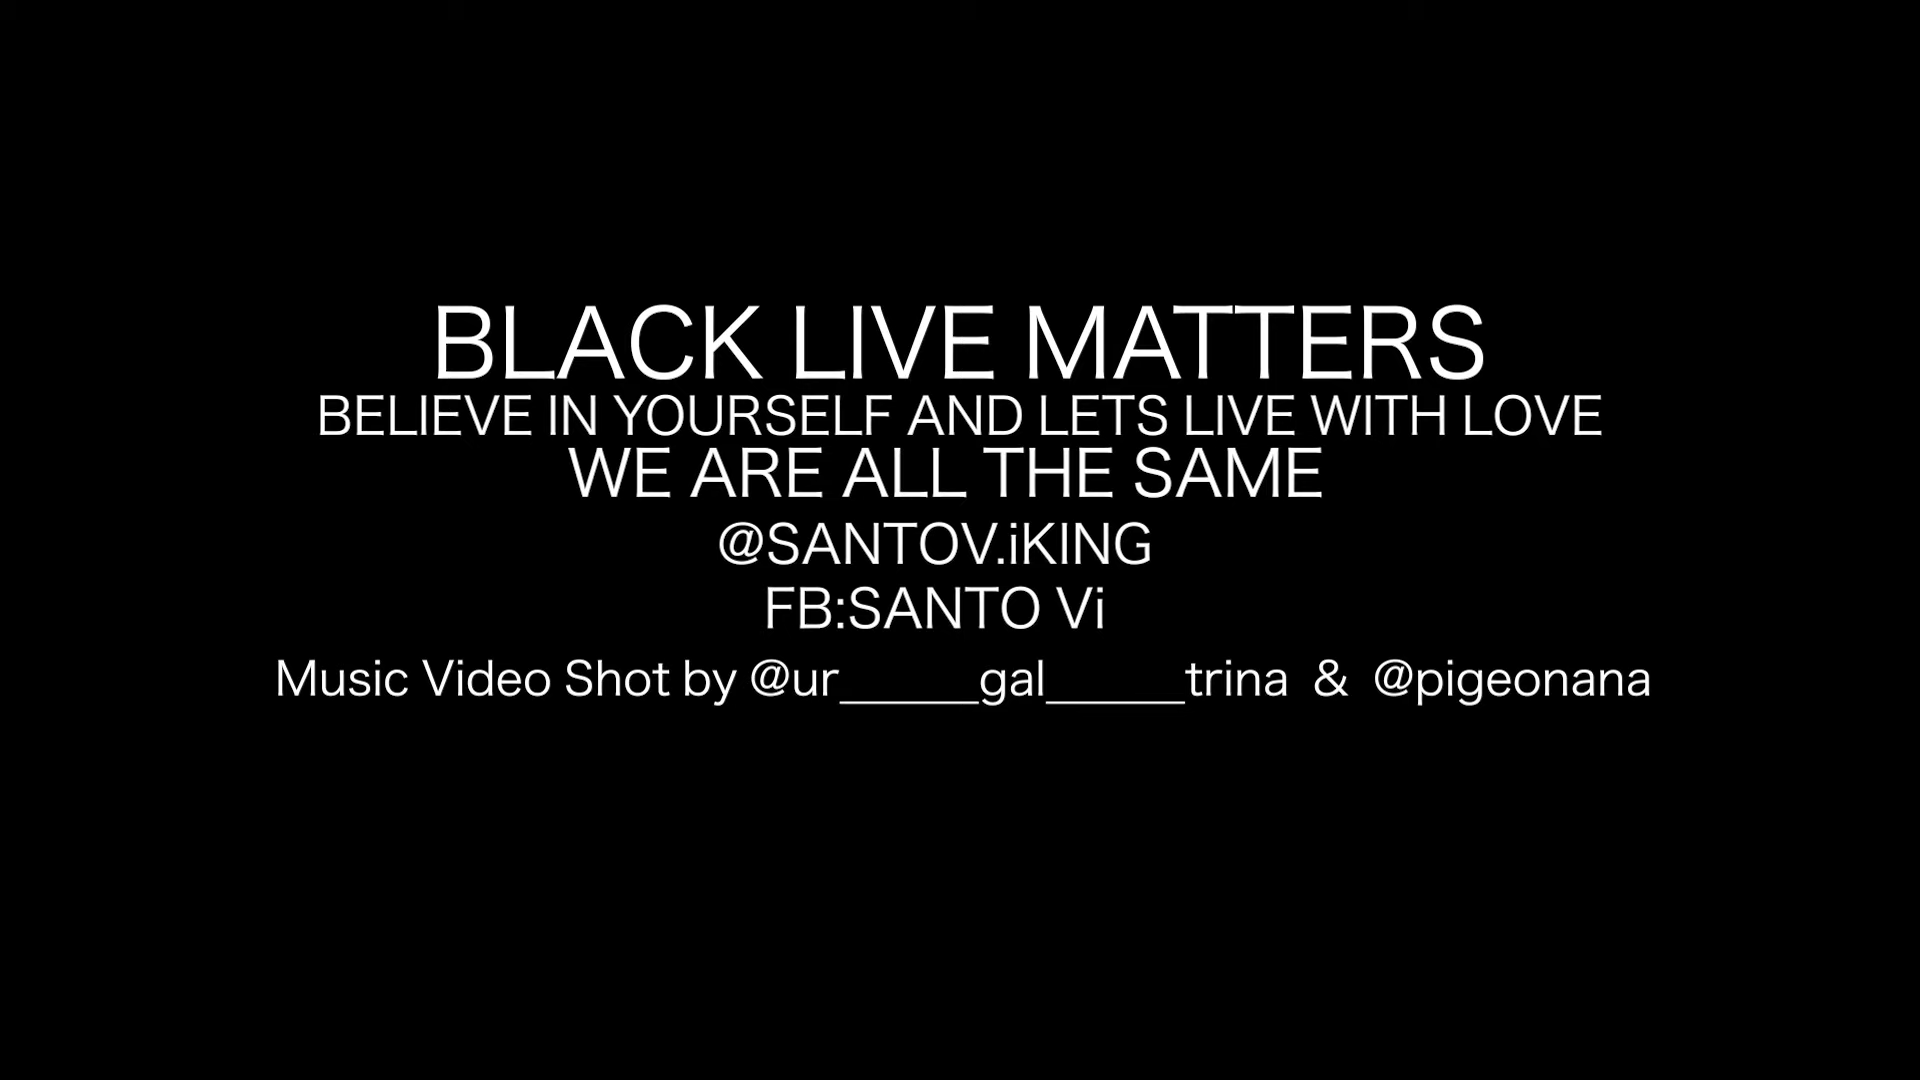 BLACK LIVE MATTERS
BELIEVE IN YOURSELF AND LETS LIVE WITH LOVE
WE ARE ALL THE SAME
@SANTOV.iKING
FB:SANTO Vi
Music Video Shot by @ur______gal______trina & @pigeonana